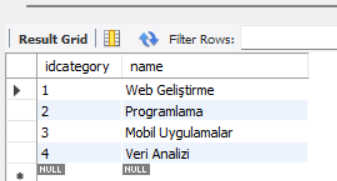 Result Grid Filter Rows:
idcategory name
1 Web Geliştirme
2 Programlama
3 Mobil Uygulamalar
4 Veri Analizi
NULL NULL